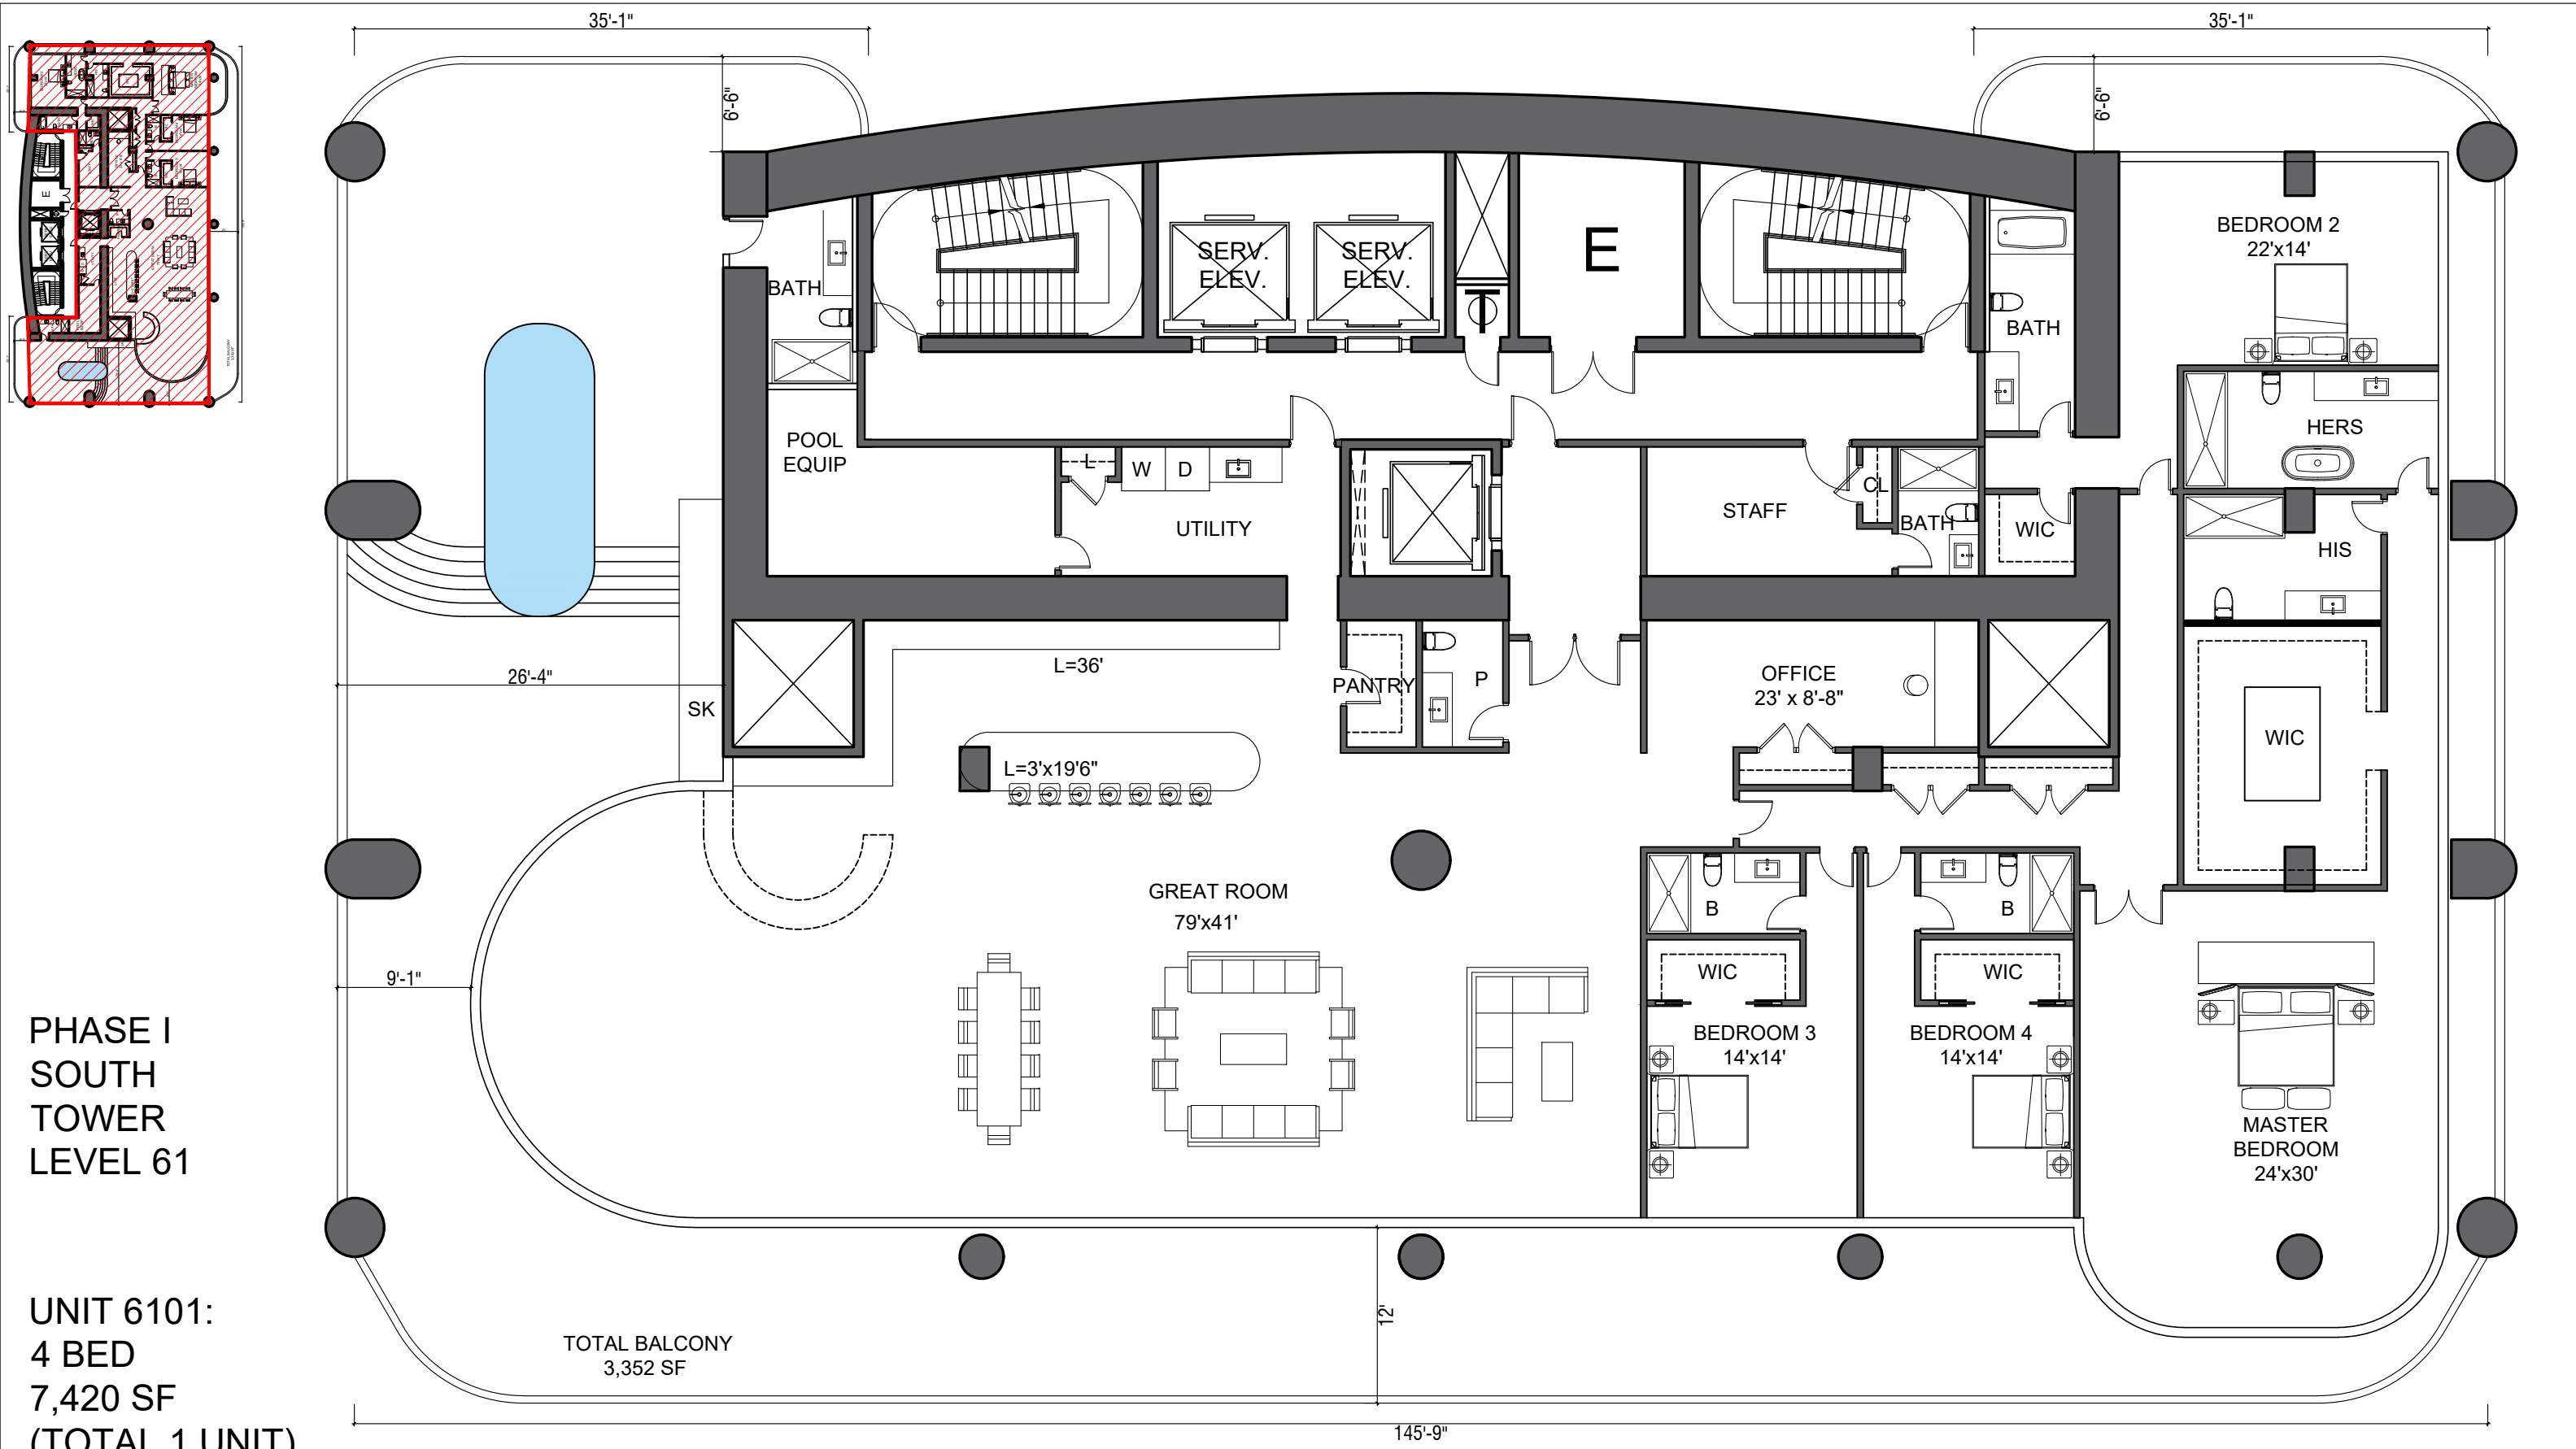 35'-1"
35'-1"
6'-6"
6'-6"
E
SERV.
ELEV.
SERV.
ELEV.
E
T
BATH
BATH
BEDROOM 2
22'x14'
POOL
EQUIP
L
W
D
UTILITY
STAFF
CL
BATH
WIC
HERS
HIS
26'-4"
SK
L=36'
PANTRY
P
OFFICE
23' x 8'-8"
WIC
L=3'x19'6"
GREAT ROOM
79'x41'
B
B
9'-1"
WIC
WIC
BEDROOM 3
14'x14'
BEDROOM 4
14'x14'
MASTER
BEDROOM
24'x30'
PHASE I
SOUTH
TOWER
LEVEL 61
UNIT 6101:
4 BED
7,420 SF
(TOTAL 1 UNIT)
TOTAL BALCONY
3,352 SF
12'
145'-9"